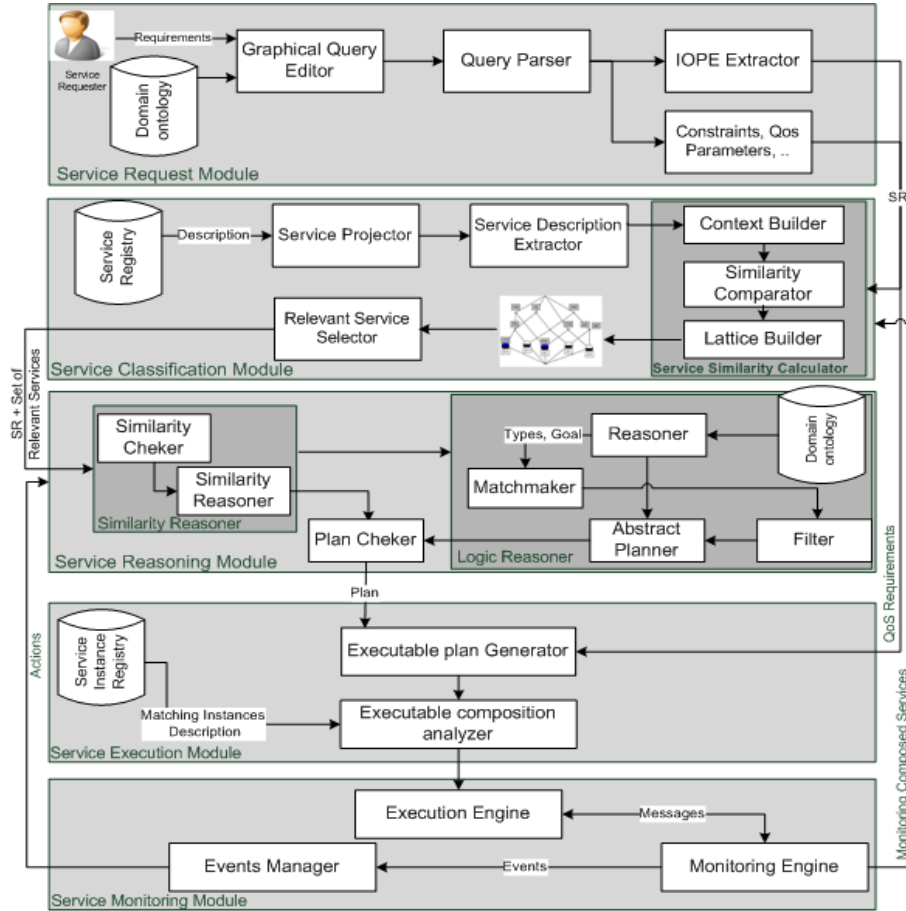 Requirements
Service
Requester
Domain
ontology
Graphical Query
Editor
Query Parser
IOPE Extractor
Constraints, Qos
Parameters, ..
Service Request Module
SR
Service
Registry
Description
Service Projector
Service Description
Extractor
Context Builder
Similarity
Comparator
Lattice Builder
Service Similarity Calculator
Relevant Service
Selector
Service Classification Module
SR + Set of
Relevant Services
Similarity
Cheker
Similarity
Reasoner
Similarity Reasoner
Types, Goal
Reasoner
Domain
ontology
Matchmaker
Plan Cheker
Abstract
Planner
Filter
Logic Reasoner
Service Reasoning Module
Plan
QoS Requirements
Service
Instance
Registry
Executable plan Generator
Matching Instances
Description
Executable composition
analyzer
Service Execution Module
Actions
Monitoring Composed Services
Execution Engine
Messages
Events Manager
Events
Monitoring Engine
Service Monitoring Module